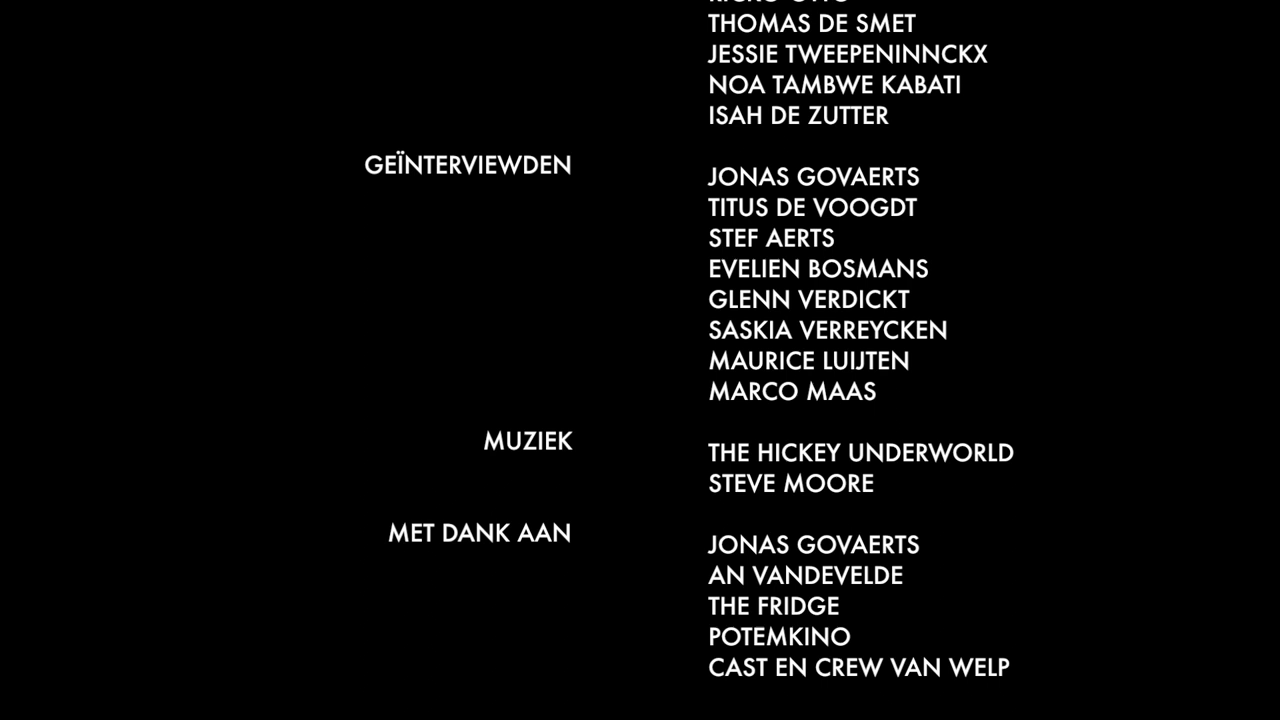 THOMAS DE SMET
JESSIE TWEEPENINNCKX
NOA TAMBWE KABATI
ISAH DE ZUTTER
GEÏNTERVIEWDEN
JONAS GOVAERTS
TITUS DE VOOGDT
STEF AERTS
EVELIEN BOSMANS
GLENN VERDICKT
SASKIA VERREYCKEN
MAURICE LUIJTEN
MARCO MAAS
MUZIEK
THE HICKEY UNDERWORLD
STEVE MOORE
MET DANK AAN
JONAS GOVAERTS
AN VANDEVELDE
THE FRIDGE
POTEMKINO
CAST EN CREW VAN WELP